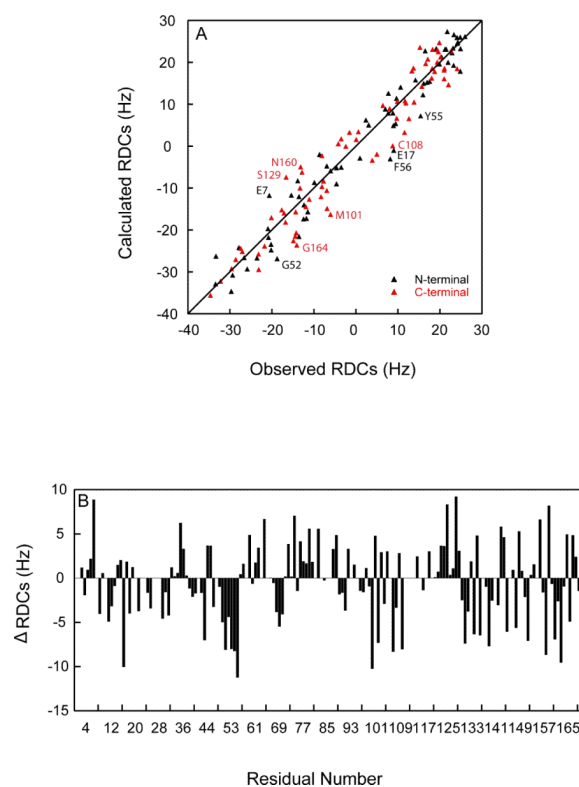 30
A
20
Y55
10
C108
N160
E17
0
S129
F56
E7
-10
M101
-20
G164
G52
-30
N-terminal
C-terminal
-40
-40 -30 -20 -10 0 10 20 30
Calculated RDCs (Hz)
Observed RDCs (Hz)
10
B
5
0
-5
-10
-15
4 12 20 28 36 44 53 61 69 77 85 93 101 109 117 125 133 141 149 157 165
Δ RDCs (Hz)
Residual Number